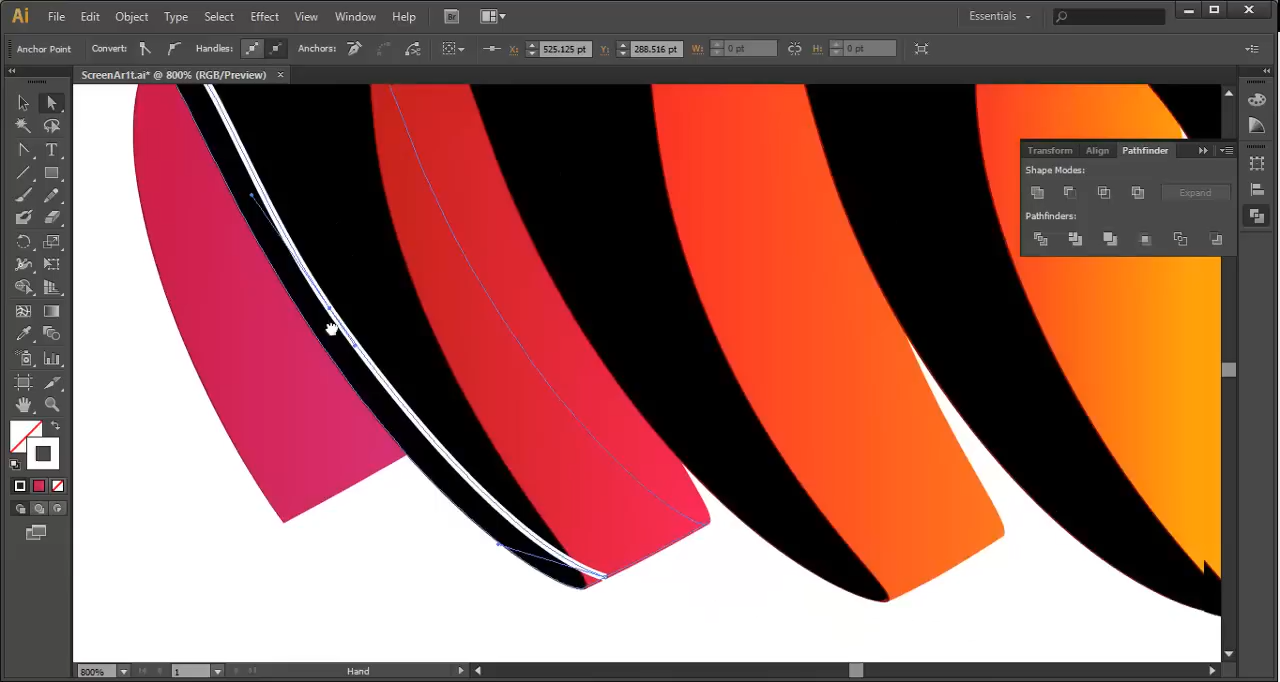 Ai File Edit Object Type Select Effect View Window Help Br Essentials
Anchor Point Convert: Handles: Anchors: X: 525.125 pt Y: 288.516 pt W: 0 pt H: 0 pt
ScreenAr1t.ai* @ 800% (RGB/Preview) ×
Transform Align Pathfinder
Shape Modes:
Expand
Pathfinders:
T
800% 1 Hand